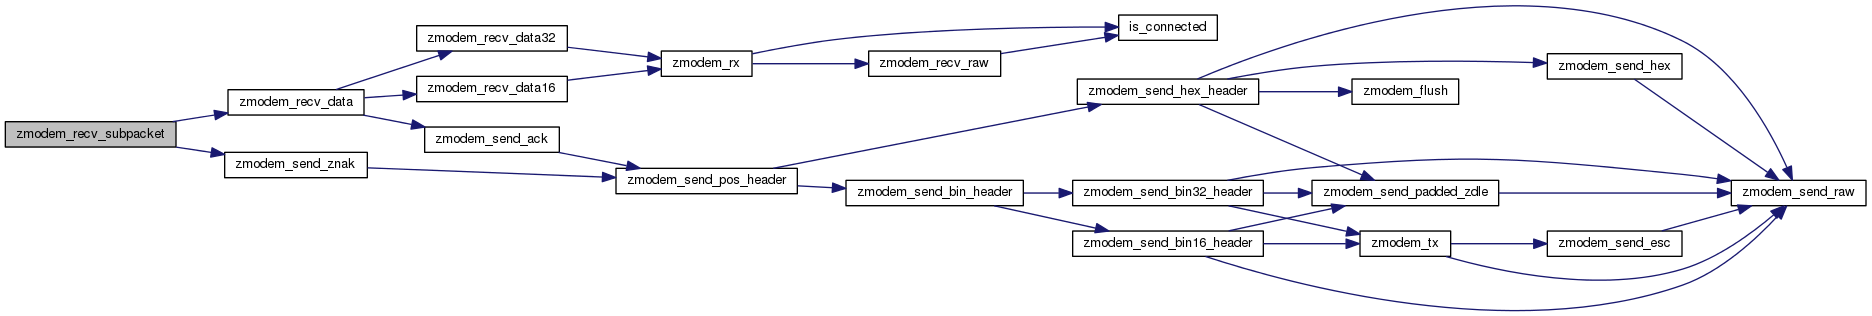 zmodem_recv_subpacket
zmodem_recv_data
zmodem_send_znak
zmodem_recv_data32
zmodem_recv_data16
zmodem_send_ack
zmodem_rx
zmodem_send_pos_header
zmodem_recv_raw
zmodem_send_bin_header
is_connected
zmodem_send_hex_header
zmodem_send_bin32_header
zmodem_send_bin16_header
zmodem_flush
zmodem_send_padded_zdle
zmodem_tx
zmodem_send_hex
zmodem_send_esc
zmodem_send_raw